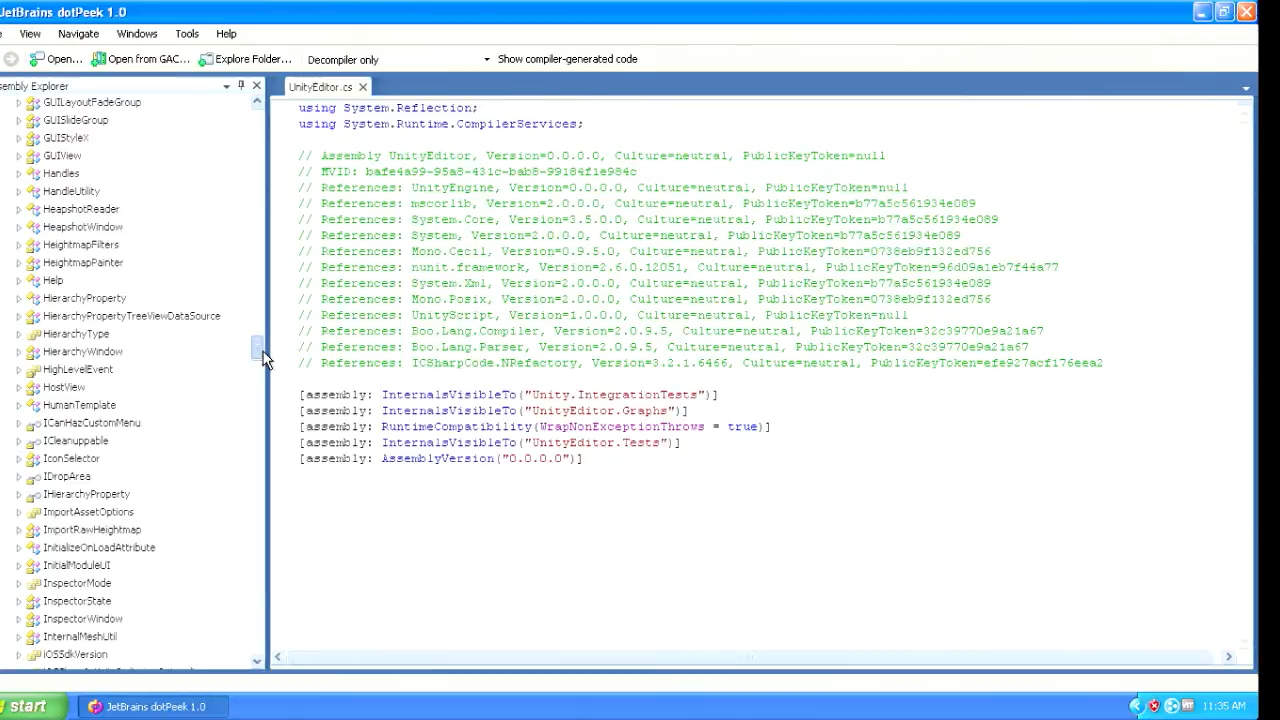 JetBrains dotPeek 1.0
View Navigate Windows Tools Help
Open... Open from GAC... Explore Folder... Decompiler only Show compiler-generated code
sembly Explorer
UnityEditor.cs
GUILayoutFadeGroup
GUISlideGroup
GUIStyleX
GUIView
Handles
HandleUtility
HeapshotReader
HeapshotWindow
HeightmapFilters
HeightmapPainter
Help
HierarchyProperty
HierarchyPropertyTreeViewDataSource
HierarchyType
HierarchyWindow
HighLevelEvent
HostView
HumanTemplate
ICanHazCustomMenu
ICleanuppable
IconSelector
IDropArea
IHierarchyProperty
ImportAssetOptions
ImportRawHeightmap
InitializeOnLoadAttribute
InitialModuleUI
InspectorMode
InspectorState
InspectorWindow
InternalMeshUtil
iOSSdkVersion
using System.Reflection;
using System.Runtime.CompilerServices;
// Assembly UnityEditor, Version=0.0.0.0, Culture=neutral, PublicKeyToken=null
// MVID: bafe4a99-95a8-431c-bab8-99184f1e984c
// References: UnityEngine, Version=0.0.0.0, Culture=neutral, PublicKeyToken=null
// References: mscorlib, Version=2.0.0.0, Culture=neutral, PublicKeyToken=b77a5c561934e089
// References: System.Core, Version=3.5.0.0, Culture=neutral, PublicKeyToken=b77a5c561934e089
// References: System, Version=2.0.0.0, Culture=neutral, PublicKeyToken=b77a5c561934e089
// References: Mono.Cecil, Version=0.9.5.0, Culture=neutral, PublicKeyToken=0738eb9f132ed756
// References: nunit.framework, Version=2.6.0.12051, Culture=neutral, PublicKeyToken=96d09a1eb7f44a77
// References: System.Xml, Version=2.0.0.0, Culture=neutral, PublicKeyToken=b77a5c561934e089
// References: Mono.Posix, Version=2.0.0.0, Culture=neutral, PublicKeyToken=0738eb9f132ed756
// References: UnityScript, Version=1.0.0.0, Culture=neutral, PublicKeyToken=null
// References: Boo.Lang.Compiler, Version=2.0.9.5, Culture=neutral, PublicKeyToken=32c39770e9a21a67
// References: Boo.Lang.Parser, Version=2.0.9.5, Culture=neutral, PublicKeyToken=32c39770e9a21a67
// References: ICSharpCode.NRefactory, Version=3.2.1.6466, Culture=neutral, PublicKeyToken=efe927acf176eea2
[assembly: InternalsVisibleTo("Unity.IntegrationTests")]
[assembly: InternalsVisibleTo("UnityEditor.Graphs")]
[assembly: RuntimeCompatibility(WrapNonExceptionThrows = true)]
[assembly: InternalsVisibleTo("UnityEditor.Tests")]
[assembly: AssemblyVersion("0.0.0.0")]
start JetBrains dotPeek 1.0 11:35 AM